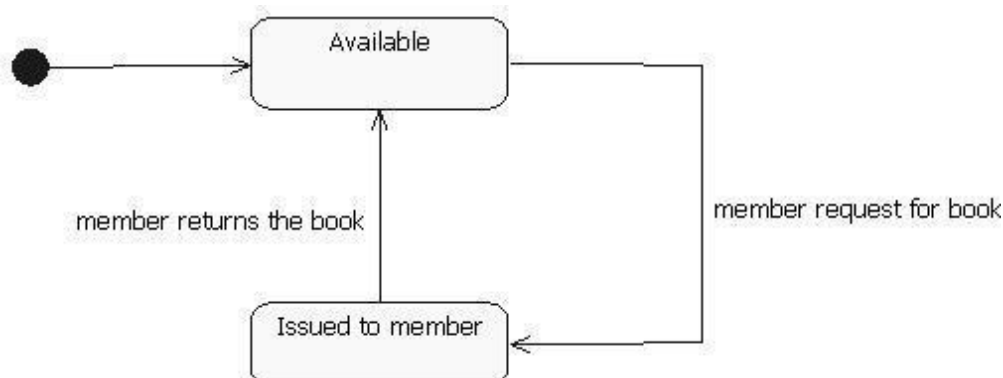 Available
member returns the book
member request for book
Issued to member